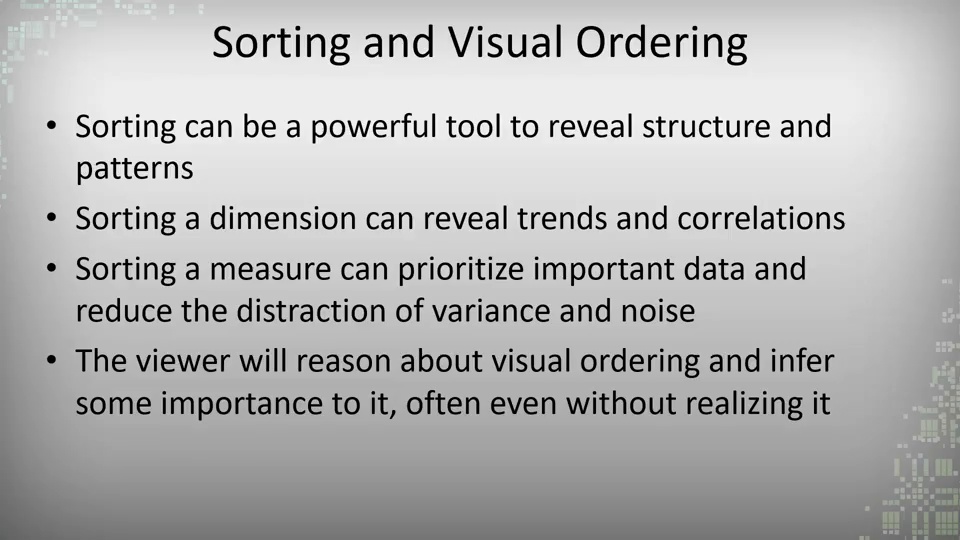 Sorting and Visual Ordering
• Sorting can be a powerful tool to reveal structure and
patterns
• Sorting a dimension can reveal trends and correlations
• Sorting a measure can prioritize important data and
reduce the distraction of variance and noise
• The viewer will reason about visual ordering and infer
some importance to it, often even without realizing it